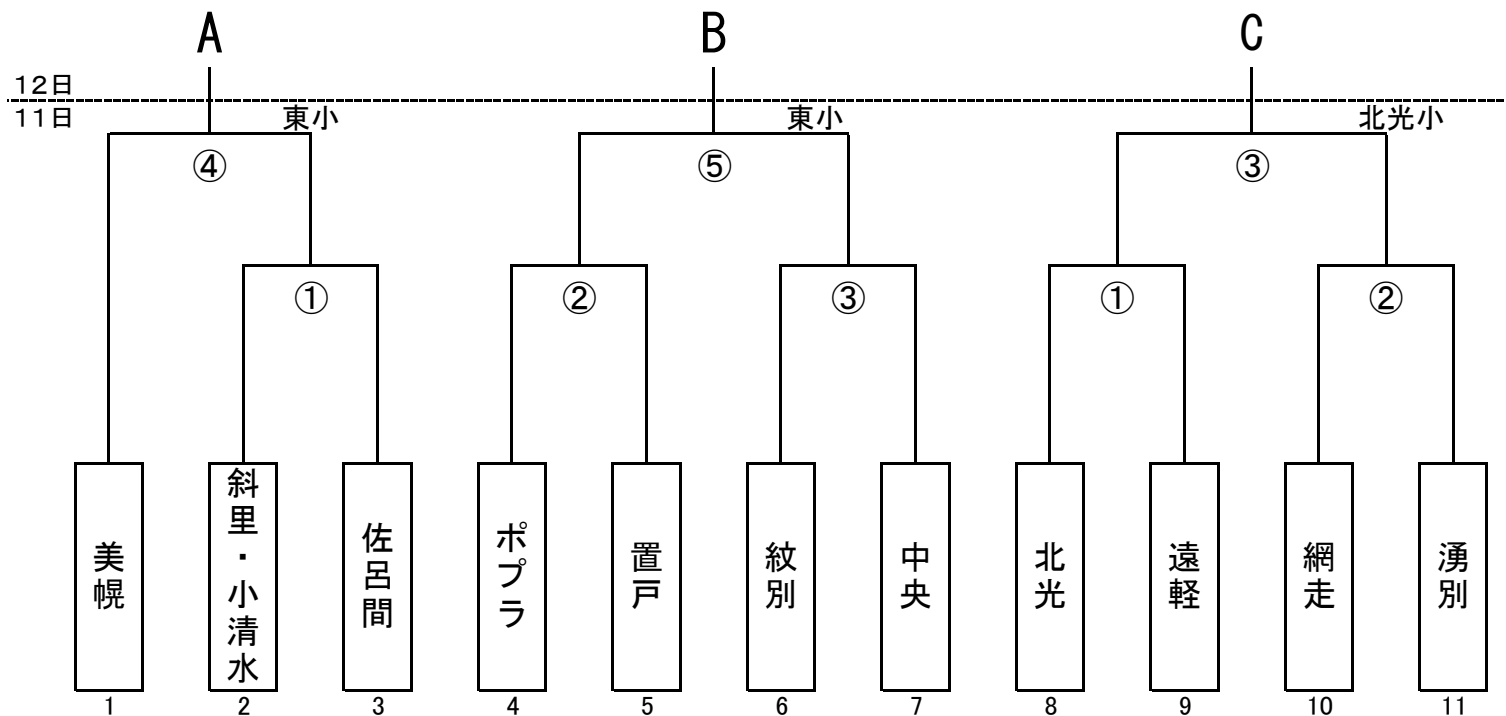 A
B
C
12日
11日
東小
東小
北光小
④
⑤
③
①
②
③
①
②
美幌
斜里・小清水
佐呂間
ポプラ
置戸
紋別
中央
北光
遠軽
網走
湧別
1
2
3
4
5
6
7
8
9
10
11